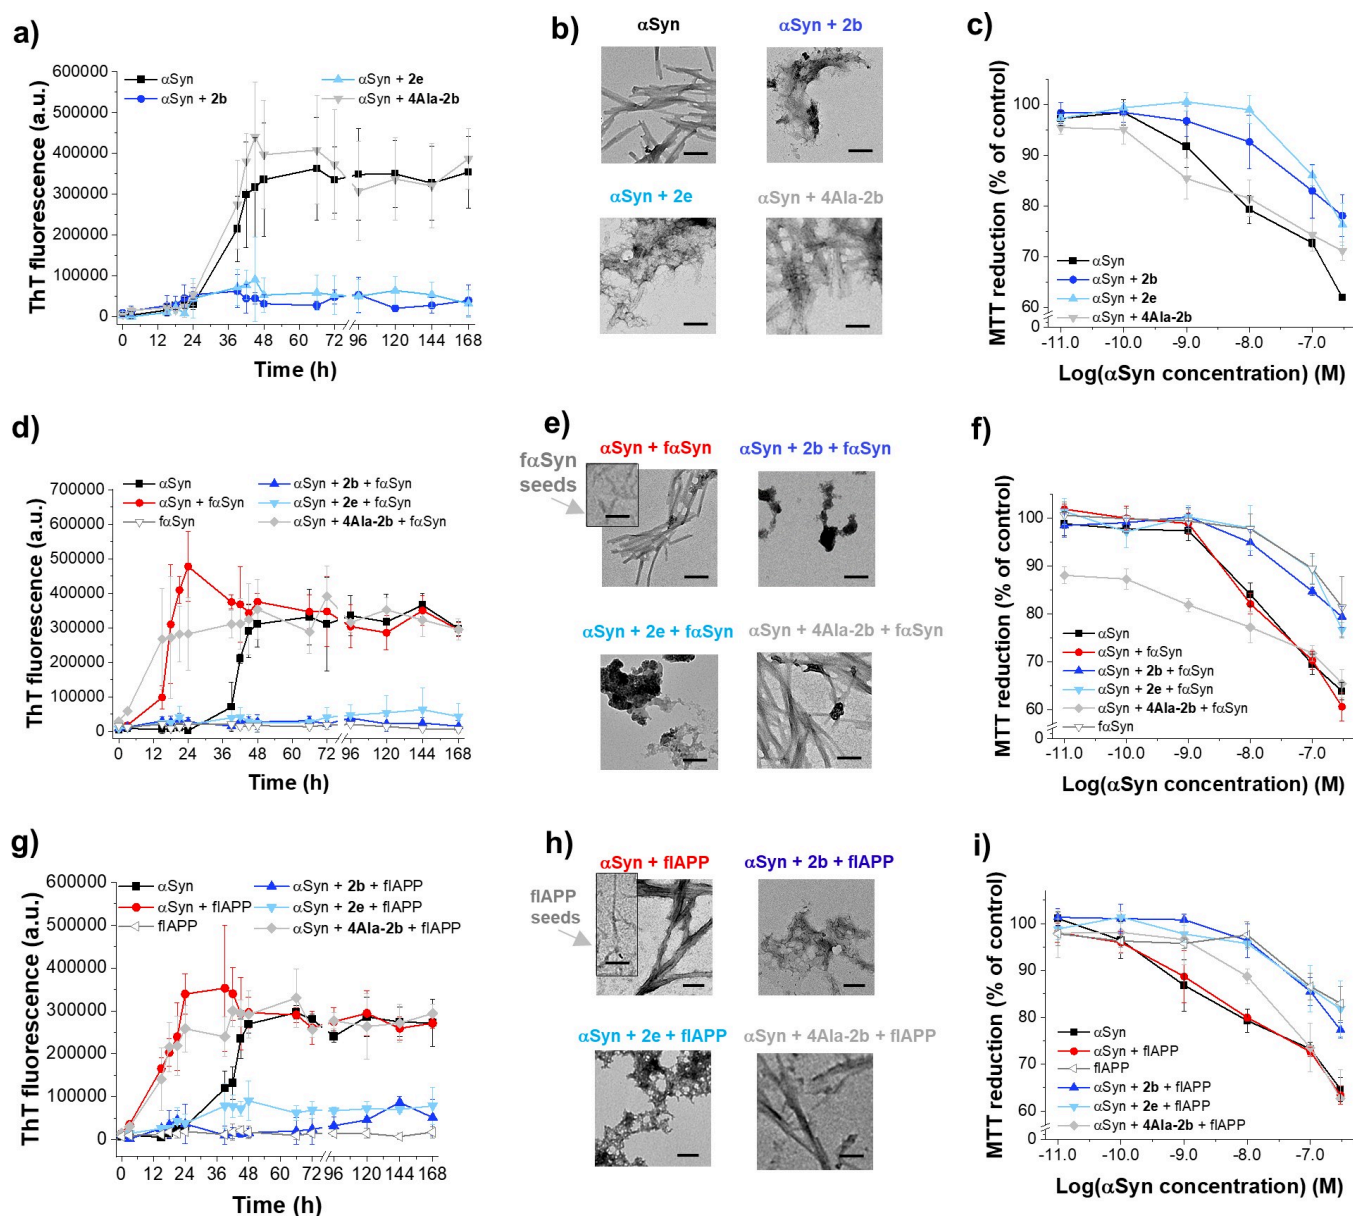 a)
ThT fluorescence (a.u.)
600000
500000
400000
300000
200000
100000
0
αSyn
αSyn + 2b
αSyn + 2e
αSyn + 4Ala-2b
0 12 24 36 48 60 72 96 120 144 168
Time (h)
b)
αSyn
αSyn + 2b
αSyn + 2e
αSyn + 4Ala-2b
c)
MTT reduction (% of control)
100
90
80
70
60
0
αSyn
αSyn + 2b
αSyn + 2e
αSyn + 4Ala-2b
-11.0 -10.0 -9.0 -8.0 -7.0
Log(αSyn concentration) (M)
d)
ThT fluorescence (a.u.)
700000
600000
500000
400000
300000
200000
100000
0
αSyn
αSyn + fαSyn
fαSyn
αSyn + 2b + fαSyn
αSyn + 2e + fαSyn
αSyn + 4Ala-2b + fαSyn
0 12 24 36 48 60 72 96 120 144 168
Time (h)
e)
αSyn + fαSyn
αSyn + 2b + fαSyn
fαSyn
seeds
αSyn + 2e + fαSyn
αSyn + 4Ala-2b + fαSyn
f)
MTT reduction (% of control)
100
90
80
70
60
0
αSyn
αSyn + fαSyn
αSyn + 2b + fαSyn
αSyn + 2e + fαSyn
αSyn + 4Ala-2b + fαSyn
fαSyn
-11.0 -10.0 -9.0 -8.0 -7.0
Log(αSyn concentration) (M)
g)
ThT fluorescence (a.u.)
600000
500000
400000
300000
200000
100000
0
αSyn
αSyn + fIAPP
fIAPP
αSyn + 2b + fIAPP
αSyn + 2e + fIAPP
αSyn + 4Ala-2b + fIAPP
0 12 24 36 48 60 72 96 120 144 168
Time (h)
h)
αSyn + fIAPP
αSyn + 2b + fIAPP
fIAPP
seeds
αSyn + 2e + fIAPP
αSyn + 4Ala-2b + fIAPP
i)
MTT reduction (% of control)
100
90
80
70
60
0
αSyn
αSyn + fIAPP
fIAPP
αSyn + 2b + fIAPP
αSyn + 2e + fIAPP
αSyn + 4Ala-2b + fIAPP
-11.0 -10.0 -9.0 -8.0 -7.0
Log(αSyn concentration) (M)